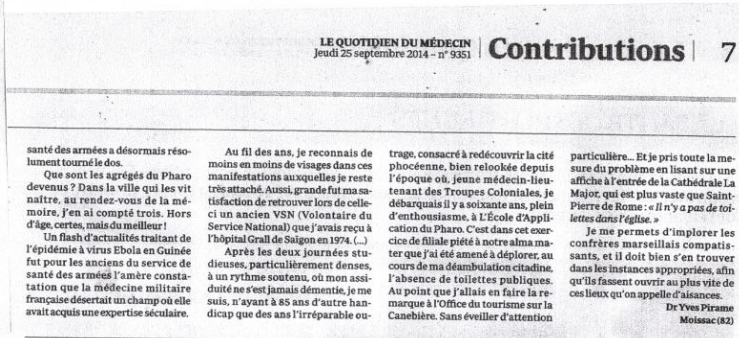 LE QUOTIDIEN DU MÉDECIN
Jeudi 25 septembre 2014 – n° 9351
Contributions
7
santé des armées a désormais réso-
lument tourné le dos.
Que sont les agrégés du Pharo
devenus ? Dans la ville qui les vit
naître, au rendez-vous de la mé-
moire, j'en ai compté trois. Hors
d'âge, certes, mais du meilleur !
Un flash d'actualités traitant de
l'épidémie à virus Ebola en Guinée
fut pour les anciens du service de
santé des armées l'amère consta-
tation que la médecine militaire
française désertait un champ où elle
avait acquis une expertise séculaire.
Au fil des ans, je reconnais de
moins en moins de visages dans ces
manifestations auxquelles je reste
très attaché. Aussi, grande fut ma sa-
tisfaction de retrouver lors de celle-
ci un ancien VSN (Volontaire du
Service National) que j'avais reçu à
l'hôpital Grall de Saïgon en 1974. (...)
Après les deux journées stu-
dieuses, particulièrement denses,
à un rythme soutenu, où mon assi-
duité ne s'est jamais démentie, je me
suis, n'ayant à 85 ans d'autre han-
dicap que des ans l'irréparable ou-
trage, consacré à redécouvrir la cité
phocéenne, bien relookée depuis
l'époque où, jeune médecin-lieu-
tenant des Troupes Coloniales, je
débarquais il y a soixante ans, plein
d'enthousiasme, à L'École d'Applica-
tion du Pharo. C'est dans cet exer-
cice de filiale piété à notre alma ma-
ter que j'ai été amené à déplorer, au
cours de ma déambulation citadine,
l'absence de toilettes publiques.
Au point que j'allais en faire la re-
marque à l'Office du tourisme sur la
Canebière. Sans éveiller d'attention
particulière... Et je pris toute la me-
sure du problème en lisant sur une
affiche à l'entrée de la Cathédrale La
Major, qui est plus vaste que Saint-
Pierre de Rome : « il n'y a pas de toi-
lettes dans l'église. »
Je me permets d'implorer les
confrères marseillais compatis-
sants, et il doit bien s'en trouver
dans les instances appropriées, afin
qu'ils fassent ouvrir au plus vite de
ces lieux qu'on appelle d'aisances.
Dr Yves Pirame
Moissac (82)